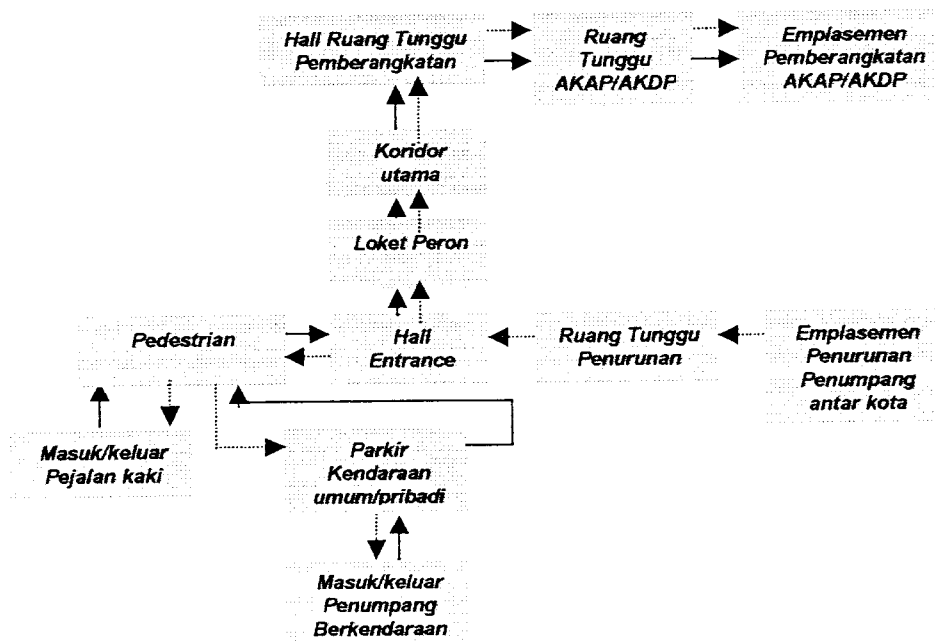 Hall Ruang Tunggu
Pemberangkatan
Ruang
Tunggu
AKAP/AKDP
Emplasemen
Pemberangkatan
AKAP/AKDP
Koridor
utama
Loket Peron
Pedestrian
Hall
Entrance
Ruang Tunggu
Penurunan
Emplasemen
Penurunan
Penumpang
antar kota
Masuk/keluar
Pejalan kaki
Parkir
Kendaraan
umum/pribadi
Masuk/keluar
Penumpang
Berkendaraan